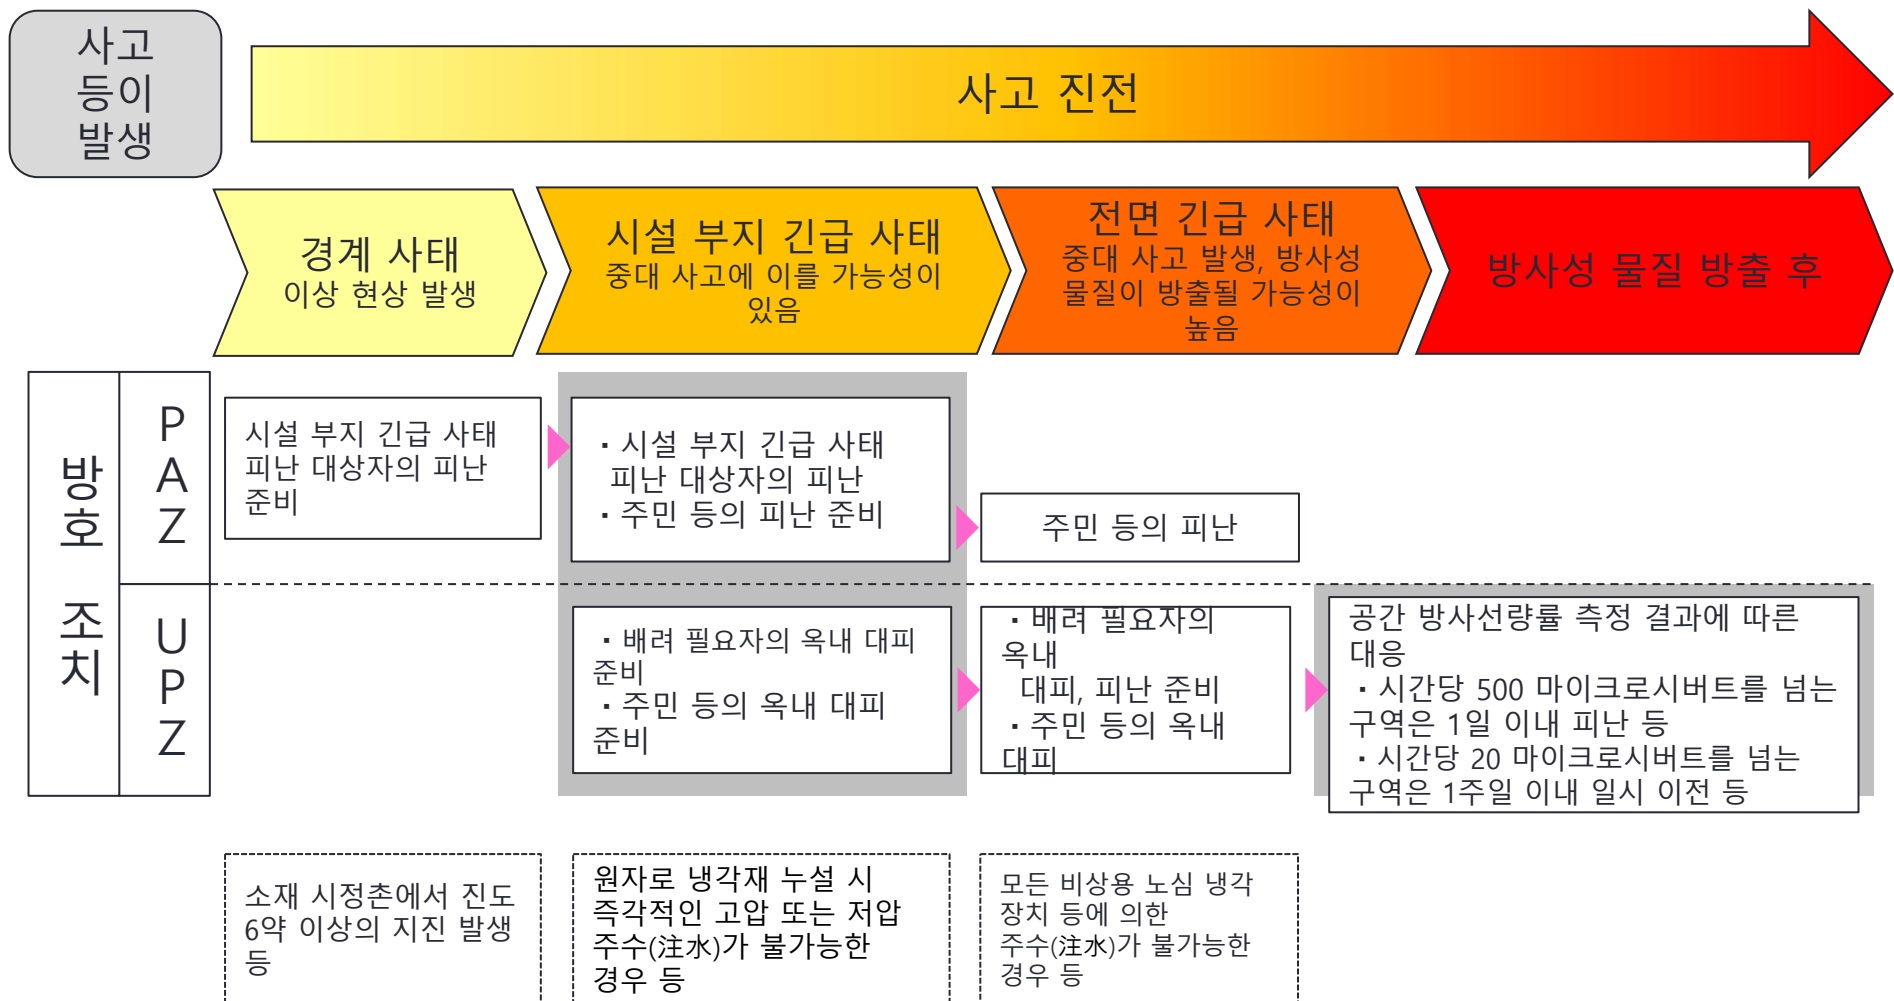 사고
등이
발생
사고 진전
경계 사태
이상 현상 발생
시설 부지 긴급 사태
중대 사고에 이를 가능성이
있음
전면 긴급 사태
중대 사고 발생, 방사성
물질이 방출될 가능성이
높음
방사성 물질 방출 후
방호 조치
PAZ
시설 부지 긴급 사태
피난 대상자의 피난
준비
・시설 부지 긴급 사태
피난 대상자의 피난
・주민 등의 피난 준비
주민 등의 피난
UPZ
・배려 필요자의 옥내 대피
준비
・주민 등의 옥내 대피
준비
・배려 필요자의
옥내
대피, 피난 준비
・주민 등의 옥내
대피
공간 방사선량률 측정 결과에 따른
대응
・시간당 500 마이크로시버트를 넘는
구역은 1일 이내 피난 등
・시간당 20 마이크로시버트를 넘는
구역은 1주일 이내 일시 이전 등
소재 시정촌에서 진도
6약 이상의 지진 발생
등
원자로 냉각재 누설 시
즉각적인 고압 또는 저압
주수(注水)가 불가능한
경우 등
모든 비상용 노심 냉각
장치 등에 의한
주수(注水)가 불가능한
경우 등